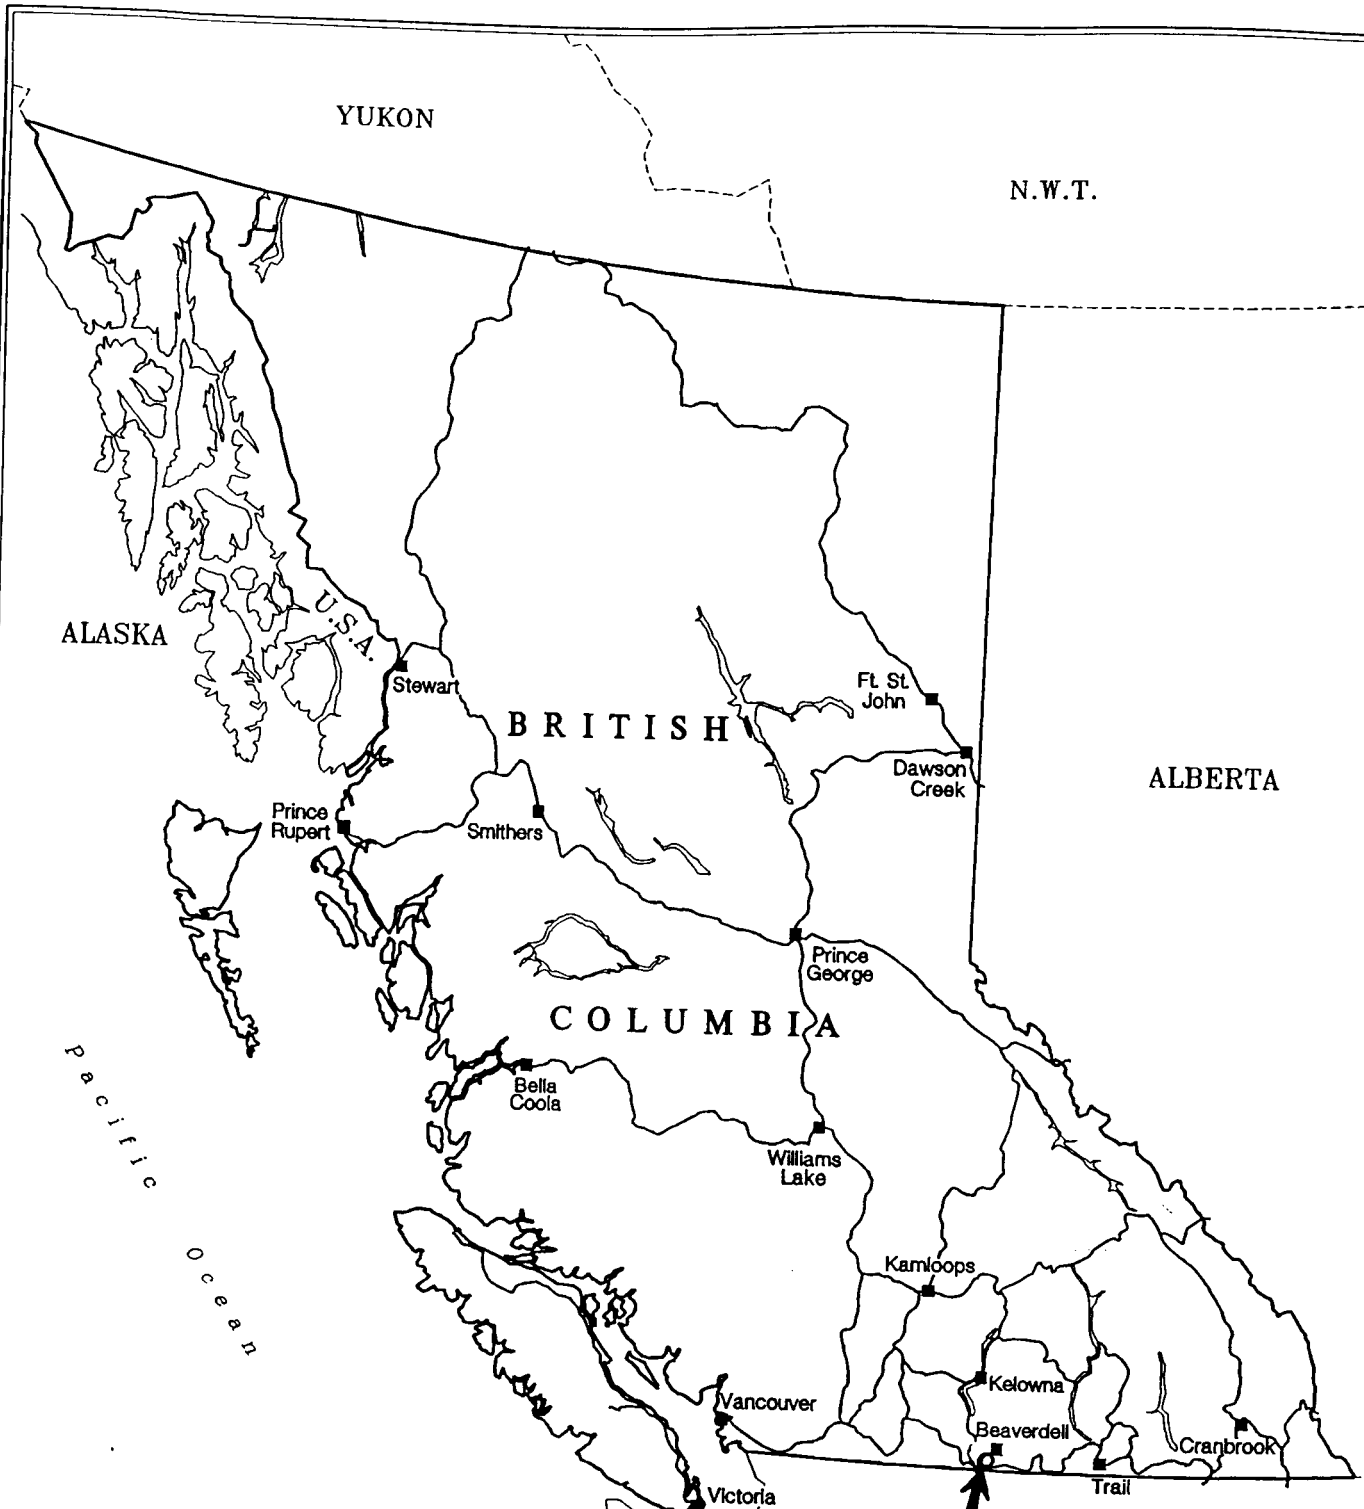 YUKON
N.W.T.
U.S.A.
ALASKA
Stewart
Ft. St.
John
BRITISH
Dawson
Creek
ALBERTA
Prince
Rupert
Smithers
Prince
George
COLUMBIA
Pacific Ocean
Bella
Coola
Williams
Lake
Kamloops
Kelowna
Vancouver
Beaverdell
Cranbrook
Trail
Victoria